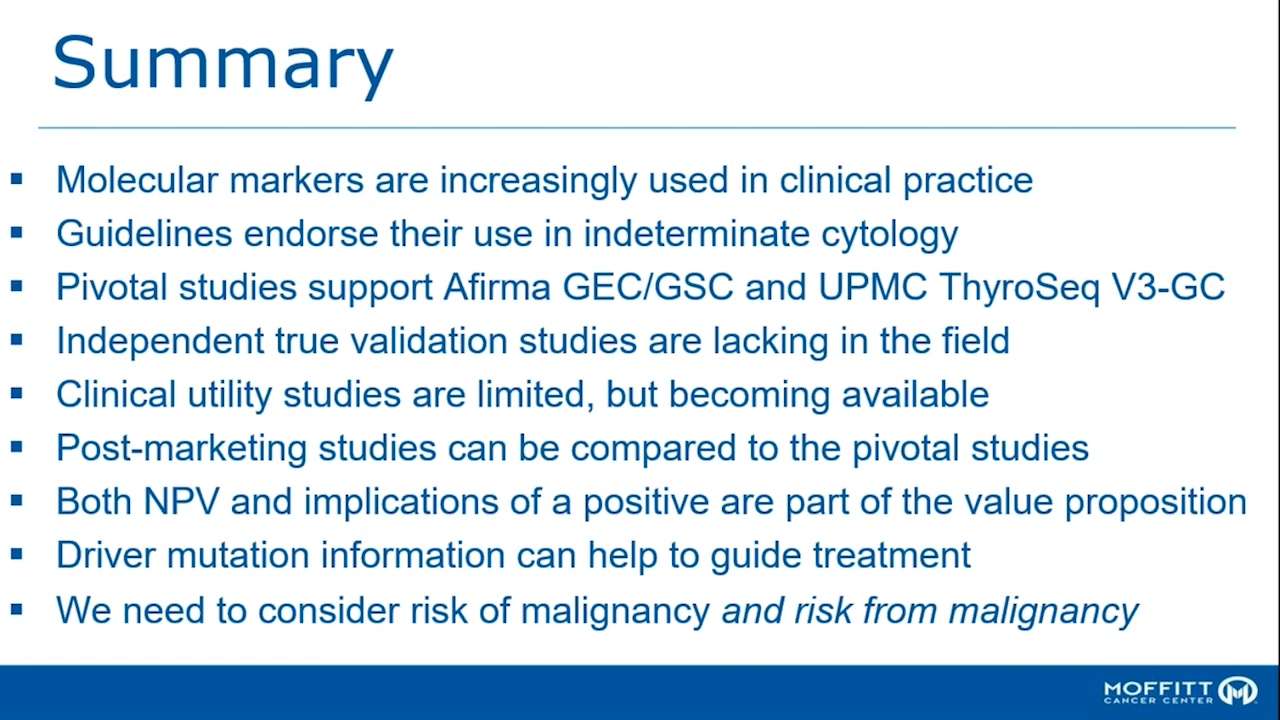 Summary
▪ Molecular markers are increasingly used in clinical practice
▪ Guidelines endorse their use in indeterminate cytology
▪ Pivotal studies support Afirma GEC/GSC and UPMC ThyroSeq V3-GC
▪ Independent true validation studies are lacking in the field
▪ Clinical utility studies are limited, but becoming available
▪ Post-marketing studies can be compared to the pivotal studies
▪ Both NPV and implications of a positive are part of the value proposition
▪ Driver mutation information can help to guide treatment
▪ We need to consider risk of malignancy and risk from malignancy
MOFFITT
CANCER CENTER